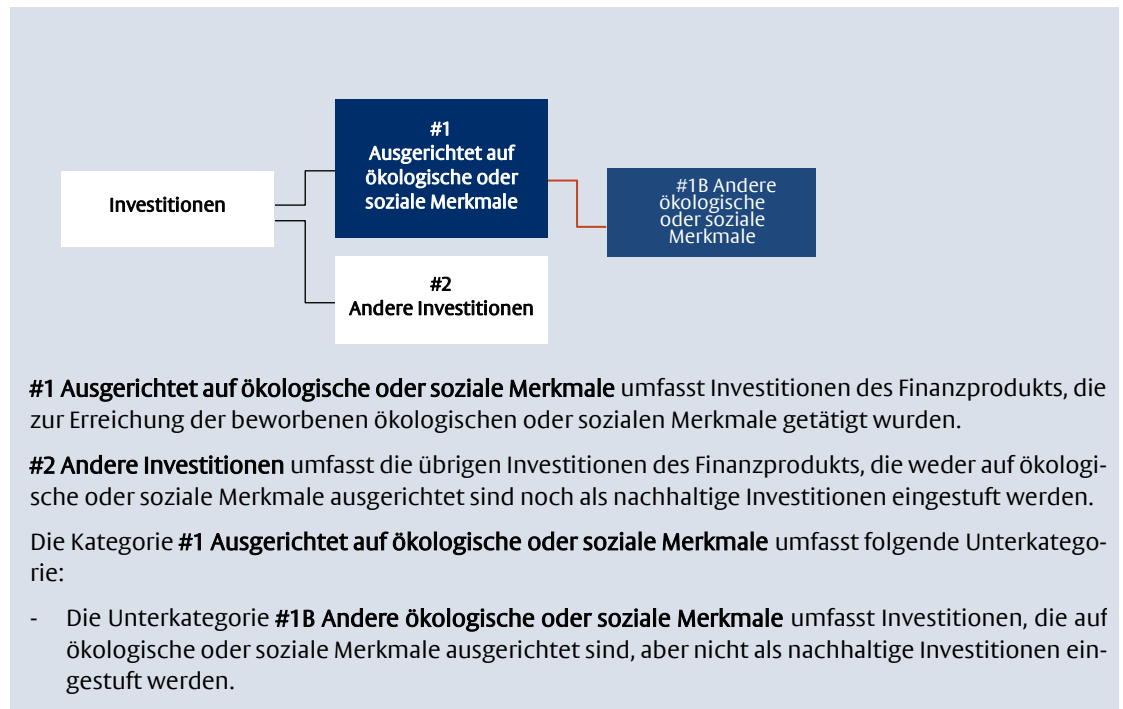 #1
Ausgerichtet auf
ökologische oder
soziale Merkmale
Investitionen
#1B Andere
ökologische
oder soziale
Merkmale
#2
Andere Investitionen
#1 Ausgerichtet auf ökologische oder soziale Merkmale umfasst Investitionen des Finanzprodukts, die
zur Erreichung der beworbenen ökologischen oder sozialen Merkmale getätigt wurden.
#2 Andere Investitionen umfasst die übrigen Investitionen des Finanzprodukts, die weder auf ökologi-
sche oder soziale Merkmale ausgerichtet sind noch als nachhaltige Investitionen eingestuft werden.
Die Kategorie #1 Ausgerichtet auf ökologische oder soziale Merkmale umfasst folgende Unterkatego-
rie:
- Die Unterkategorie #1B Andere ökologische oder soziale Merkmale umfasst Investitionen, die auf
ökologische oder soziale Merkmale ausgerichtet sind, aber nicht als nachhaltige Investitionen ein-
gestuft werden.